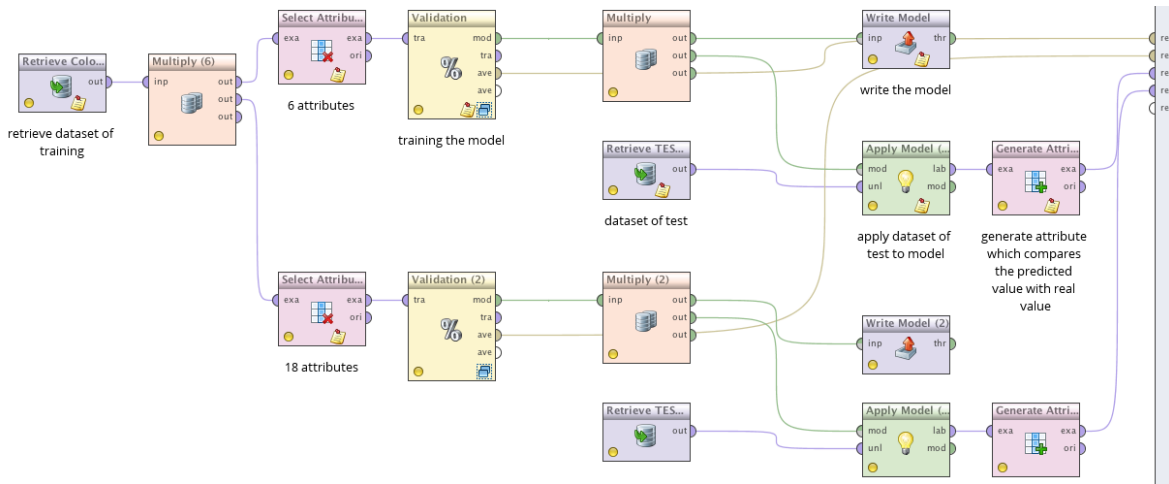 Retrieve Colo...
out
retrieve dataset of
training
Multiply (6)
inp
out
out
out
Select Attribu...
exa
exa
ori
6 attributes
Validation
tra
mod
tra
ave
ave
training the model
Multiply
inp
out
out
out
Write Model
inp
thr
write the model
Retrieve TES...
out
dataset of test
Apply Model (...
mod
lab
unl
mod
apply dataset of
test to model
Generate Attri...
exa
exa
ori
generate attribute
which compares
the predicted
value with real
value
Select Attribu...
exa
exa
ori
18 attributes
Validation (2)
tra
mod
tra
ave
ave
Multiply (2)
inp
out
out
out
Write Model (2)
inp
thr
Retrieve TES...
out
Apply Model (...
mod
lab
unl
mod
Generate Attri...
exa
exa
ori
re
re
re
re
re